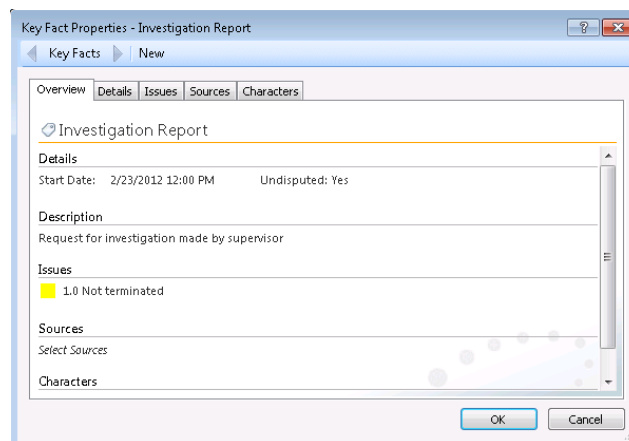 Key Fact Properties - Investigation Report
Key Facts New
Overview Details Issues Sources Characters
Investigation Report
Details
Start Date: 2/23/2012 12:00 PM Undisputed: Yes
Description
Request for investigation made by supervisor
Issues
1.0 Not terminated
Sources
Select Sources
Characters
OK Cancel